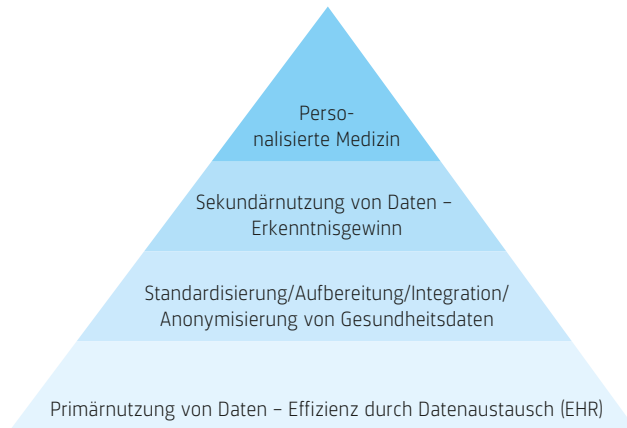 Perso-
nalisierte Medizin
Sekundärnutzung von Daten –
Erkenntnisgewinn
Standardisierung/Aufbereitung/Integration/
Anonymisierung von Gesundheitsdaten
Primärnutzung von Daten – Effizienz durch Datenaustausch (EHR)